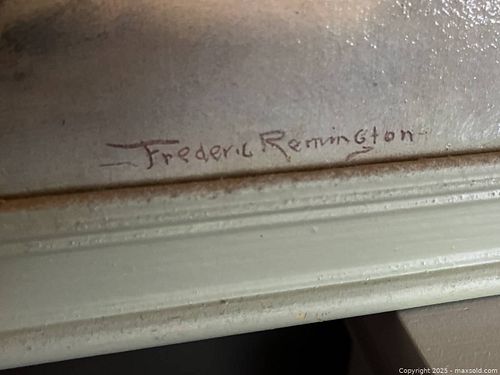 Frederic Remington
Copyright 2025 - maxsold.com